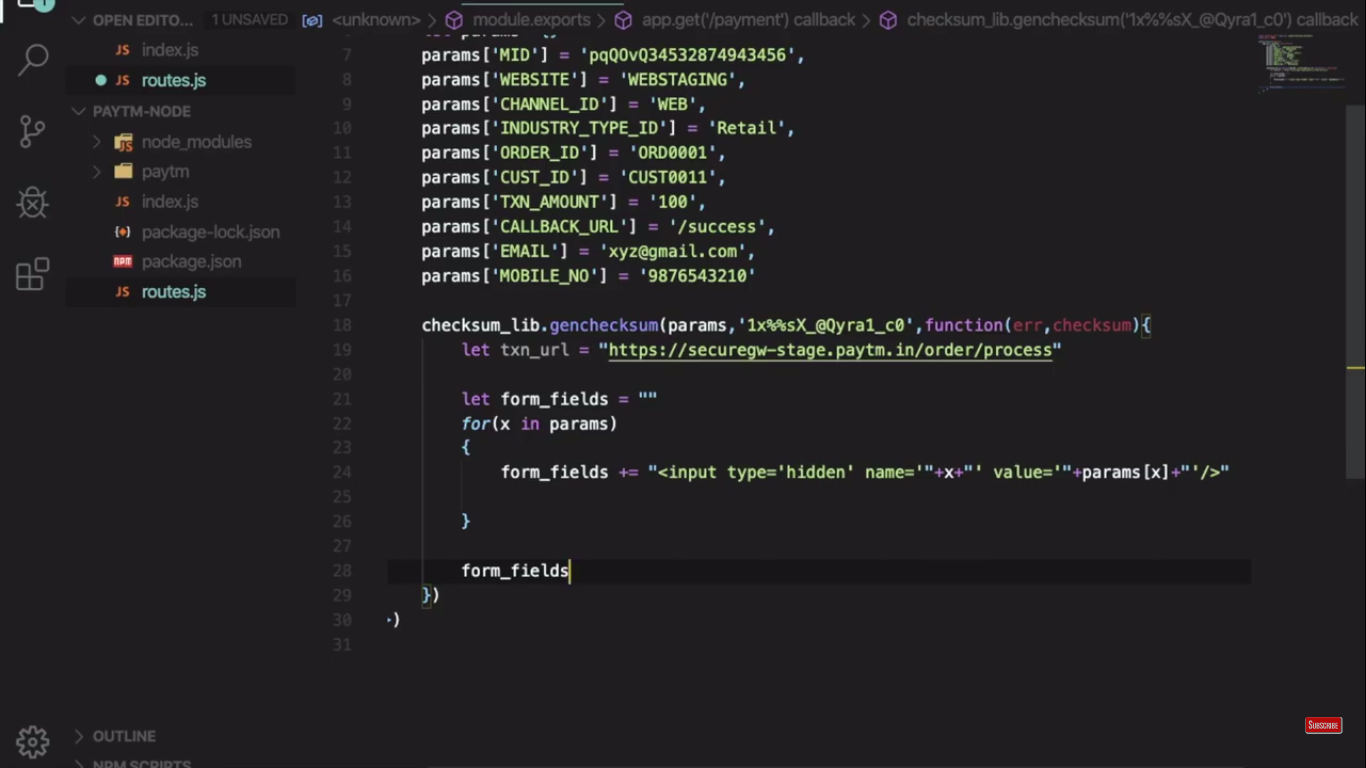 1
OPEN EDITO... 1 UNSAVED
<unknown> > module.exports > app.get('/payment') callback > checksum_lib.genchecksum('1x%%sX_@Qyra1_c0') callback
JS index.js
JS routes.js
PAYTM-NODE
node_modules
paytm
JS index.js
package-lock.json
npm package.json
JS routes.js
7 params['MID'] = 'pqQOvQ34532874943456',
8 params['WEBSITE'] = 'WEBSTAGING',
9 params['CHANNEL_ID'] = 'WEB',
10 params['INDUSTRY_TYPE_ID'] = 'Retail',
11 params['ORDER_ID'] = 'ORD0001',
12 params['CUST_ID'] = 'CUST0011',
13 params['TXN_AMOUNT'] = '100',
14 params['CALLBACK_URL'] = '/success',
15 params['EMAIL'] = 'xyz@gmail.com',
16 params['MOBILE_NO'] = '9876543210'
17
18 checksum_lib.genchecksum(params,'1x%%sX_@Qyra1_c0',function(err,checksum){
19 let txn_url = "https://securegw-stage.paytm.in/order/process"
20
21 let form_fields = ""
22 for(x in params)
23 {
24 form_fields += "<input type='hidden' name='"+x+"' value='"+params[x]+"'/>"
25
26 }
27
28 form_fields
29 })
30 )
31
SUBSCRIBE
OUTLINE
NPM SCRIPTS